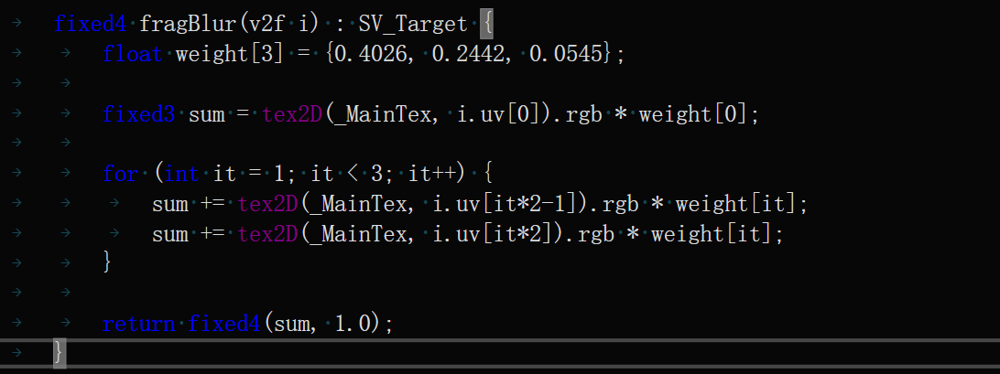 fixed4 fragBlur(v2f i) : SV_Target {
float weight[3] = {0.4026, 0.2442, 0.0545};
fixed3 sum = tex2D(_MainTex, i.uv[0]).rgb * weight[0];
for (int it = 1; it < 3; it++) {
sum += tex2D(_MainTex, i.uv[it*2-1]).rgb * weight[it];
sum += tex2D(_MainTex, i.uv[it*2]).rgb * weight[it];
}
return fixed4(sum, 1.0);
}